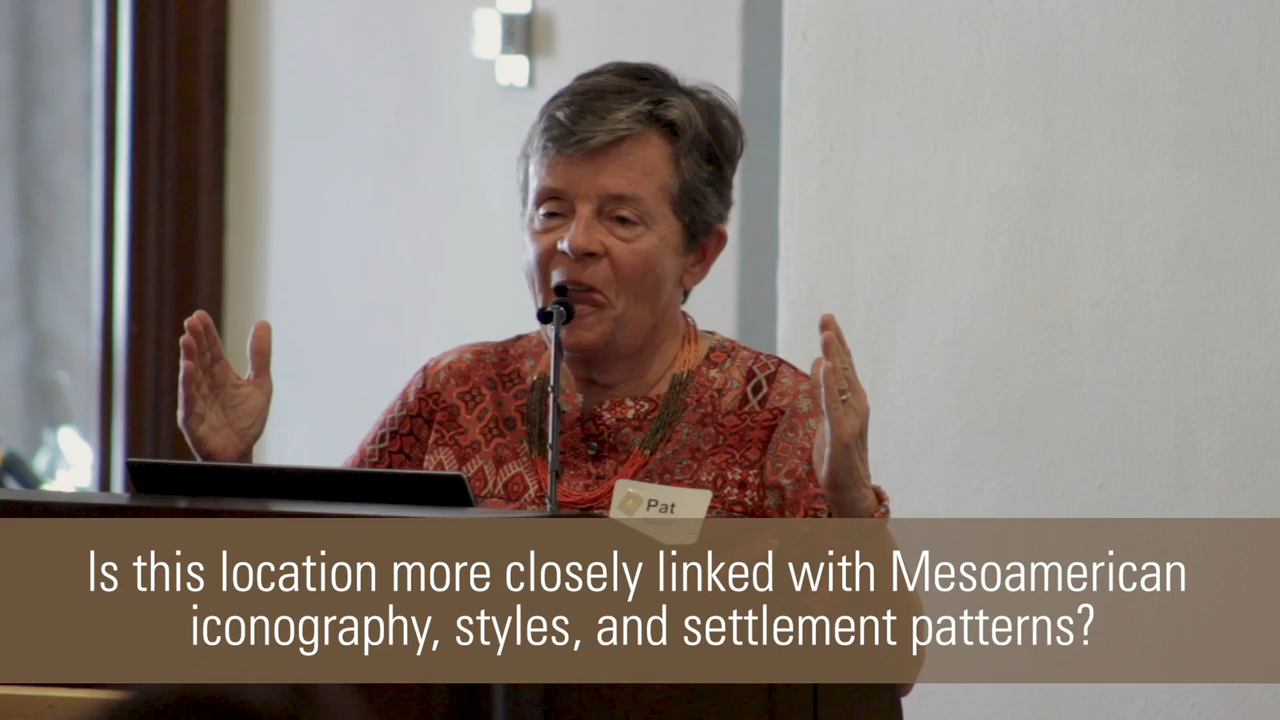 Pat
Is this location more closely linked with Mesoamerican
iconography, styles, and settlement patterns?